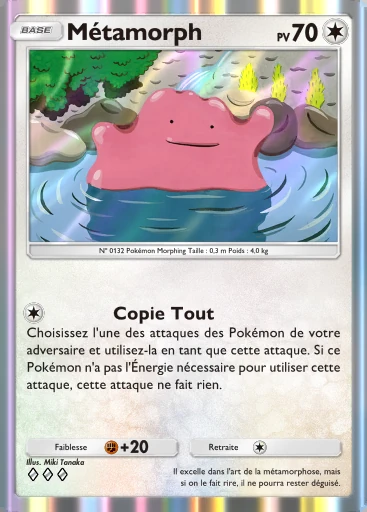 BASE Métamorph PV 70
N° 0132 Pokémon Morphing Taille : 0,3 m Poids : 4,0 kg
Copie Tout
Choisissez l'une des attaques des Pokémon de votre
adversaire et utilisez-la en tant que cette attaque. Si ce
Pokémon n'a pas l'Énergie nécessaire pour utiliser cette
attaque, cette attaque ne fait rien.
Faiblesse +20 Retraite
Illus. Miki Tanaka
Il excelle dans l'art de la métamorphose, mais
si on le fait rire, il ne pourra rester déguisé.